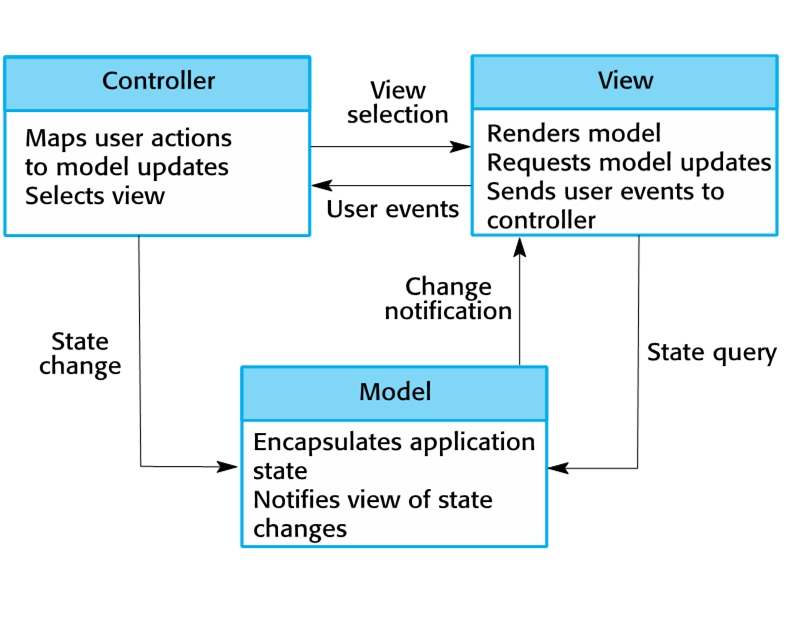 Controller
Maps user actions
to model updates
Selects view
View
selection
User events
View
Renders model
Requests model updates
Sends user events to
controller
State
change
Change
notification
State query
Model
Encapsulates application
state
Notifies view of state
changes